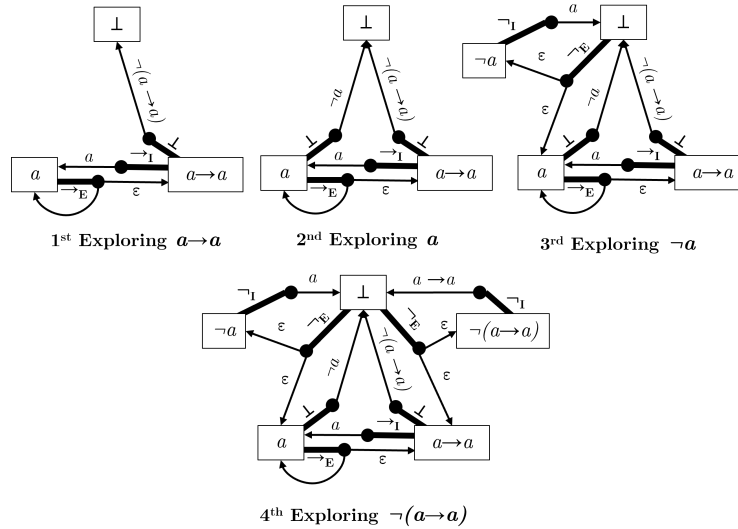 ⊥
¬(a→a)
⊥
a
a
→I
a→a
→E
ε
1st Exploring a→a
⊥
¬a
¬(a→a)
⊥
⊥
a
a
→I
a→a
→E
ε
2nd Exploring a
¬I
a
⊥
¬a
ε
¬E
ε
¬a
¬(a→a)
⊥
⊥
a
a
→I
a→a
→E
ε
3rd Exploring ¬a
¬I
a
⊥
a→a
¬I
¬a
ε
¬E
¬E
ε
¬(a→a)
ε
¬a
¬(a→a)
ε
⊥
⊥
a
a
→I
a→a
→E
ε
4th Exploring ¬(a→a)